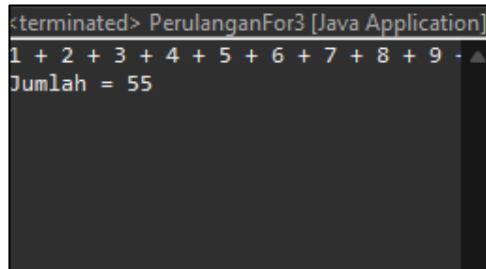 <terminated> PerulanganFor3 [Java Application]
1 + 2 + 3 + 4 + 5 + 6 + 7 + 8 + 9 
Jumlah = 55